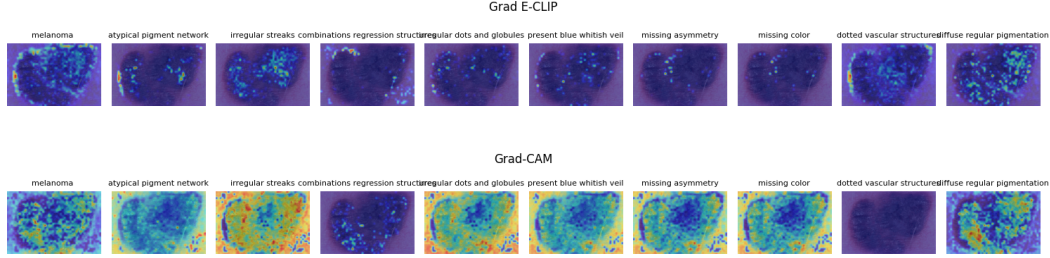 Grad E-CLIP
melanoma atypical pigment network irregular streaks combinations regression structures irregular dots and globules present blue whitish veil missing asymmetry missing color dotted vascular structures diffuse regular pigmentation
Grad-CAM
melanoma atypical pigment network irregular streaks combinations regression structures irregular dots and globules present blue whitish veil missing asymmetry missing color dotted vascular structures diffuse regular pigmentation